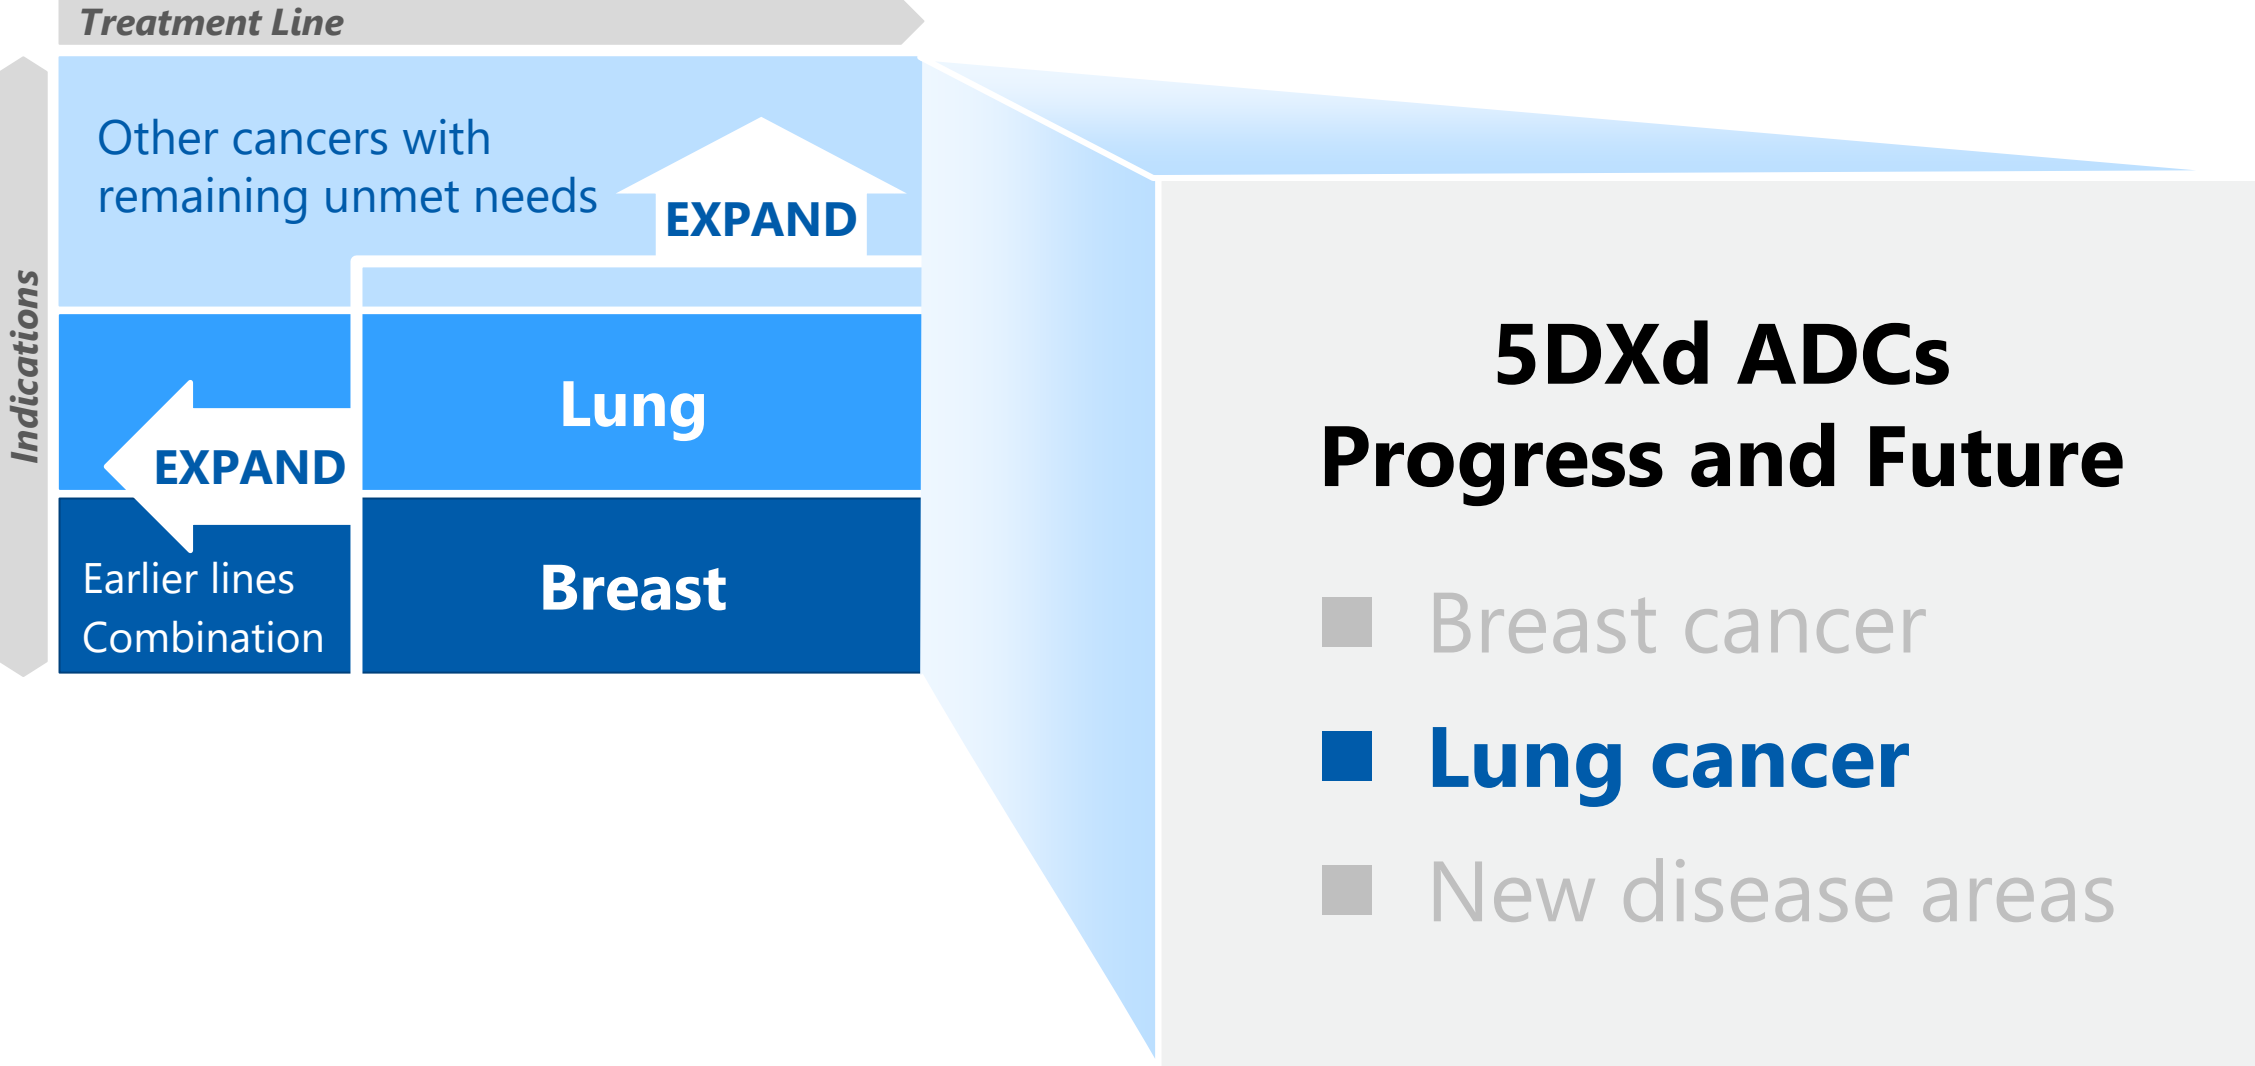 Treatment Line
Indications
Other cancers with
remaining unmet needs
EXPAND
Lung
EXPAND
Breast
Earlier lines
Combination
5DXd ADCs
Progress and Future
Breast cancer
Lung cancer
New disease areas